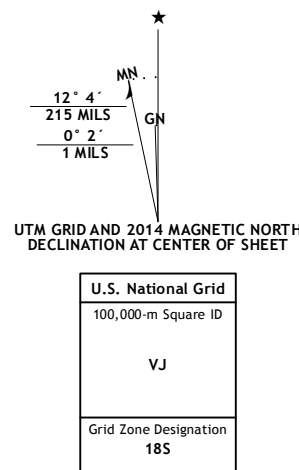 ★
MN
GN
12° 4´
215 MILS
0° 2´
1 MILS
UTM GRID AND 2014 MAGNETIC NORTH
DECLINATION AT CENTER OF SHEET
U.S. National Grid
100,000-m Square ID
VJ
Grid Zone Designation
18S